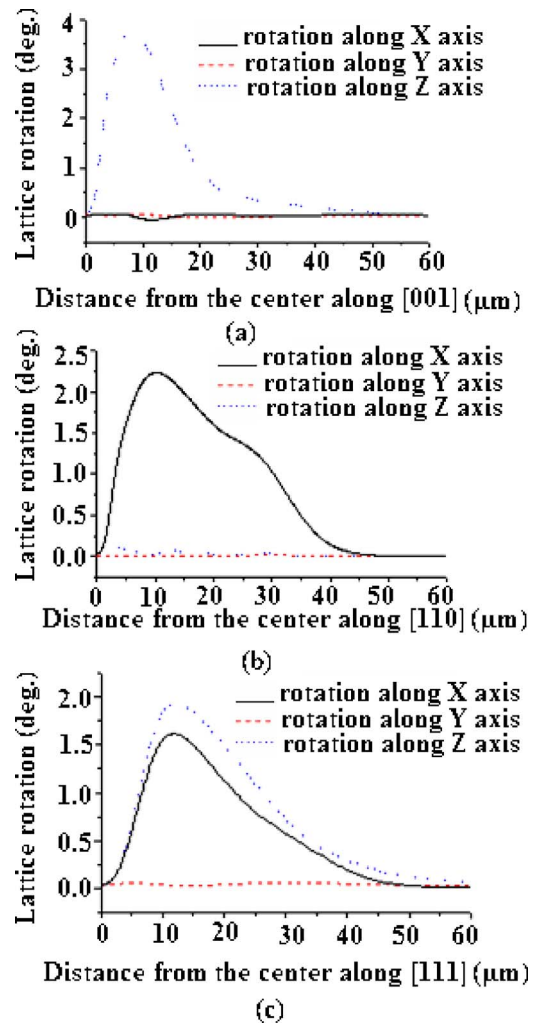 4
3
2
1
0
Lattice rotation (deg.)
rotation along X axis
rotation along Y axis
rotation along Z axis
0 10 20 30 40 50 60
Distance from the center along [001] (μm)
(a)
2.5
2.0
1.5
1.0
0.5
0.0
Lattice rotation (deg.)
rotation along X axis
rotation along Y axis
rotation along Z axis
0 10 20 30 40 50 60
Distance from the center along [110] (μm)
(b)
2.0
1.5
1.0
0.5
0.0
Lattice rotation (deg.)
rotation along X axis
rotation along Y axis
rotation along Z axis
0 10 20 30 40 50 60
Distance from the center along [111] (μm)
(c)